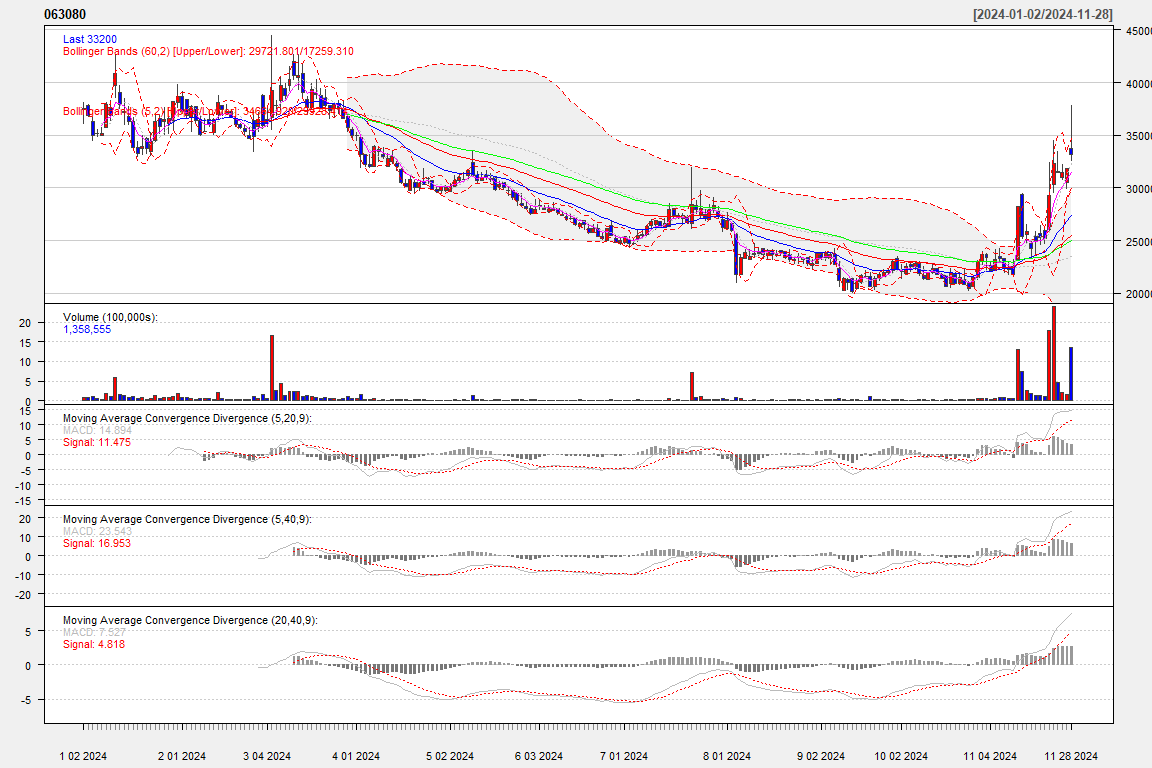 063080 [2024-01-02/2024-11-28]
Last 33200
Bollinger Bands (60,2) [Upper/Lower]: 29721.801/17259.310
Bollinger Bands (5,2) [Upper/Lower]:
45000
40000
35000
30000
25000
20000
Volume (100,000s):
1,358,555
20
15
10
5
0
Moving Average Convergence Divergence (5,20,9):
MACD: 14.894
Signal: 11.475
15
10
5
0
-5
-10
-15
Moving Average Convergence Divergence (5,40,9):
MACD: 23.543
Signal: 16.953
20
10
0
-10
-20
Moving Average Convergence Divergence (20,40,9):
MACD: 7.527
Signal: 4.818
5
0
-5
1 02 2024 2 01 2024 3 04 2024 4 01 2024 5 02 2024 6 03 2024 7 01 2024 8 01 2024 9 02 2024 10 02 2024 11 04 2024 11 28 2024